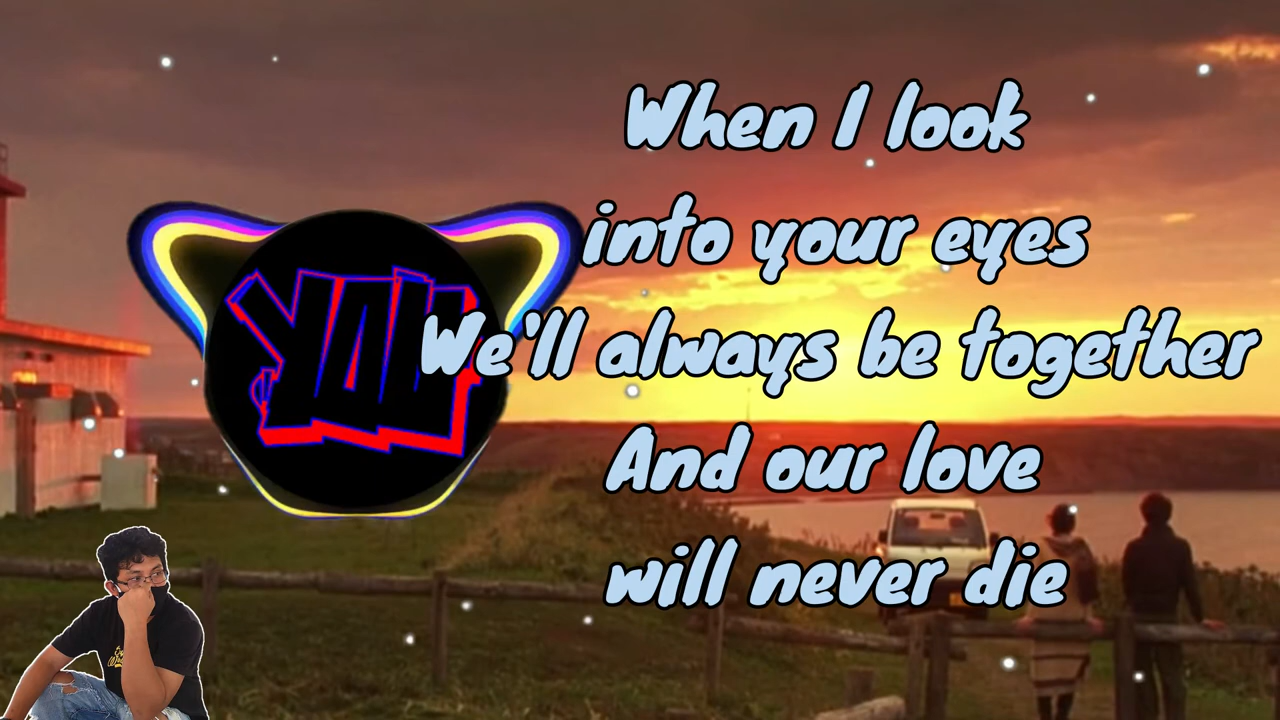 When I look
into your eyes
We'll always be together
And our love
will never die